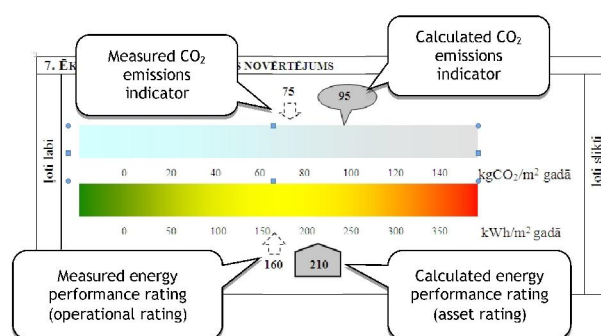 Measured CO₂
emissions
indicator
Calculated CO₂
emissions
indicator
7. NOVĒRTĒJUMS
75
95
ļoti labi
ļoti slikti
0 20 40 60 80 100 120 140 kgCO₂/m² gadā
0 50 100 150 200 250 300 350 kWh/m² gadā
160
210
Measured energy
performance rating
(operational rating)
Calculated energy
performance rating
(asset rating)